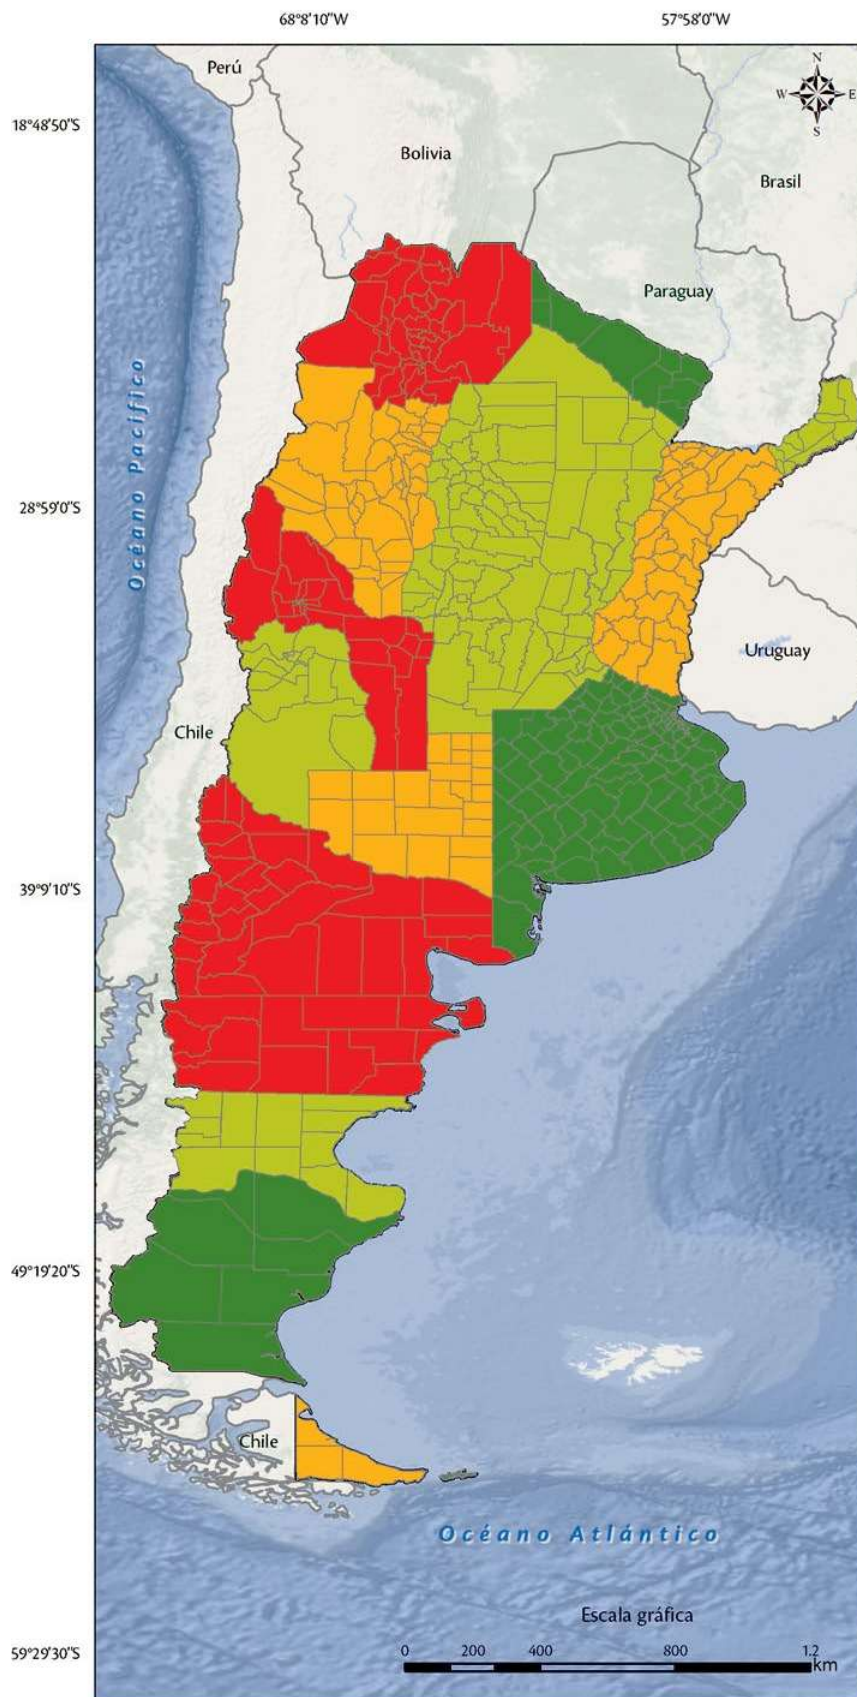 68°8'10"W
57°58'0"W
Perú
N
W
E
S
18°48'50"S
Bolivia
Brasil
Paraguay
Océano Pacífico
28°59'0"S
Uruguay
Chile
39°9'10"S
49°19'20"S
Chile
Océano Atlántico
Escala gráfica
59°29'30"S
0
200
400
800
1.2
km